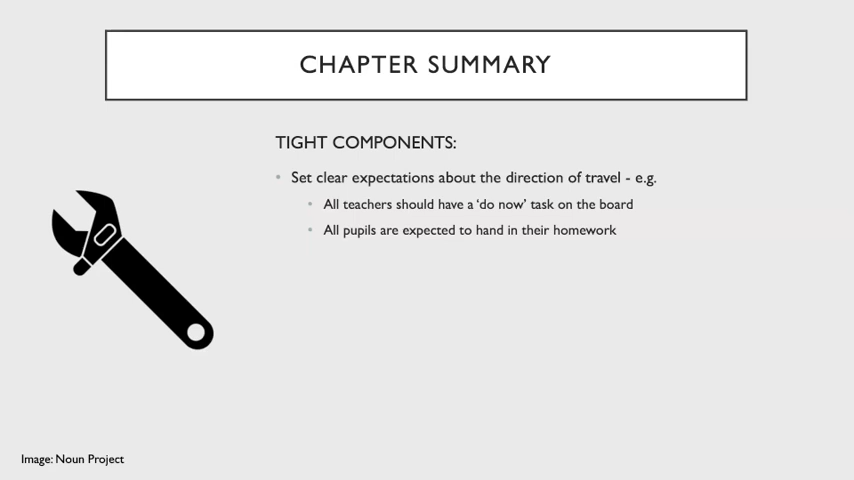 CHAPTER SUMMARY
TIGHT COMPONENTS:
• Set clear expectations about the direction of travel - e.g.
• All teachers should have a ‘do now’ task on the board
• All pupils are expected to hand in their homework
Image: Noun Project